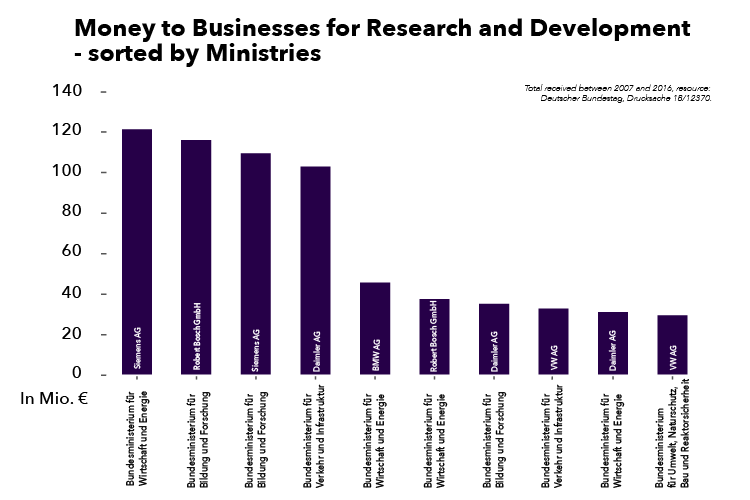 Money to Businesses for Research and Development
- sorted by Ministries
Total received between 2007 and 2016, resource:
Deutscher Bundestag, Drucksache 18/12370.
140
120
100
80
60
40
20
0
In Mio. €
Siemens AG
Robert Bosch GmbH
Siemens AG
Daimler AG
BMW AG
Robert Bosch GmbH
Daimler AG
VW AG
Daimler AG
VW AG
Bundesministerium für
Wirtschaft und Energie
Bundesministerium für
Bildung und Forschung
Bundesministerium für
Bildung und Forschung
Bundesministerium für
Verkehr und Infrastruktur
Bundesministerium für
Wirtschaft und Energie
Bundesministerium für
Wirtschaft und Energie
Bundesministerium für
Bildung und Forschung
Bundesministerium für
Verkehr und Infrastruktur
Bundesministerium für
Wirtschaft und Energie
Bundesministerium
für Umwelt, Naturschutz,
Bau und Reaktorsicherheit